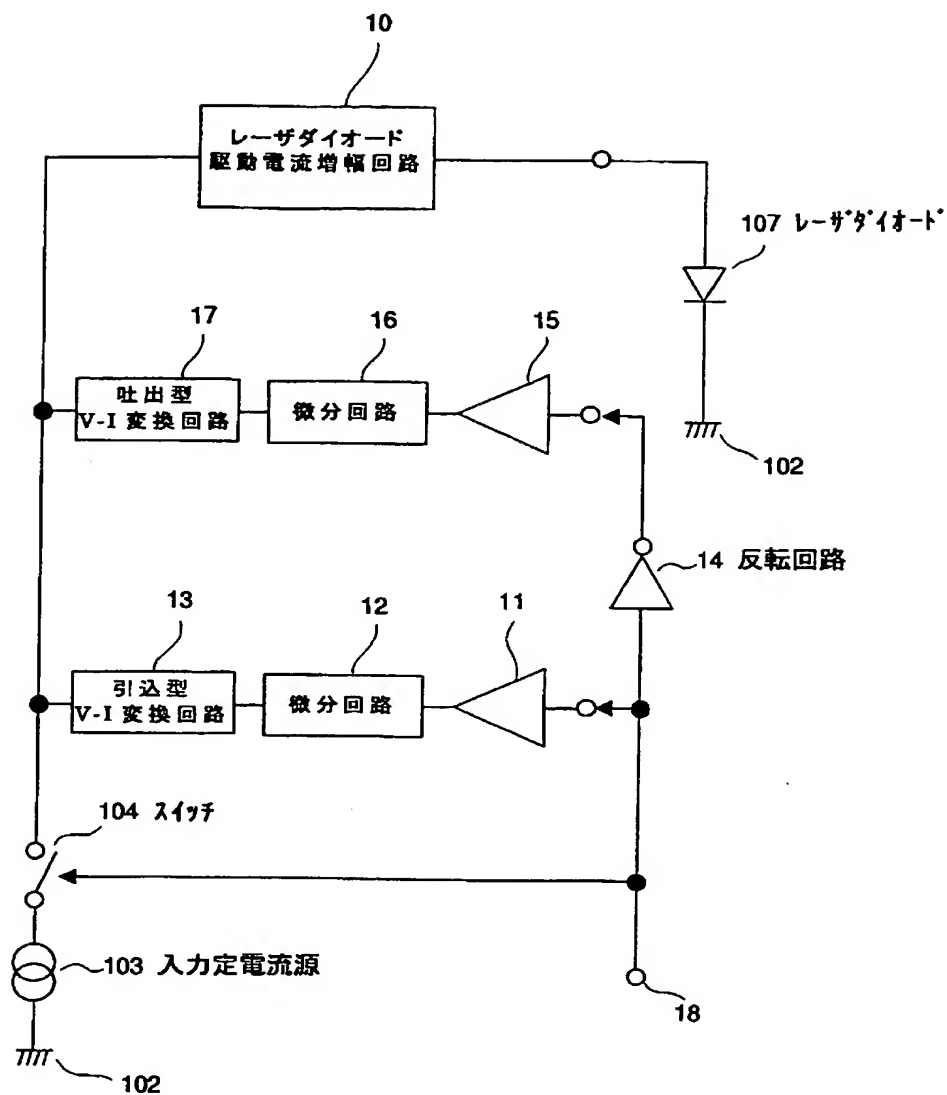 10
レーザダイオード
駆動電流増幅回路
107 レーザダイオード
17
16
15
吐出型
V-I 変換回路
微分回路
102
14 反転回路
13
12
11
引込型
V-I 変換回路
微分回路
104 スイッチ
103 入力定電流源
18
102